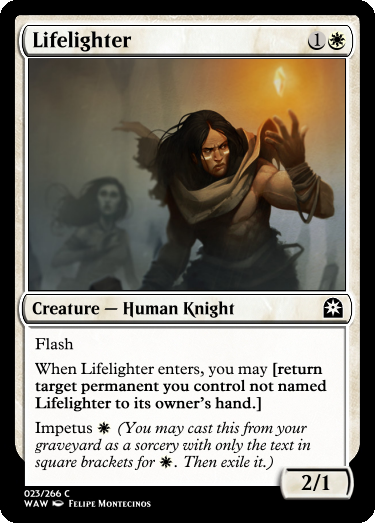 Lifelighter 1
Creature — Human Knight
Flash
When Lifelighter enters, you may [return
target permanent you control not named
Lifelighter to its owner's hand.]
Impetus (You may cast this from your
graveyard as a sorcery with only the text in
square brackets for . Then exile it.)
2/1
023/266 C
WAW Felipe Montecinos